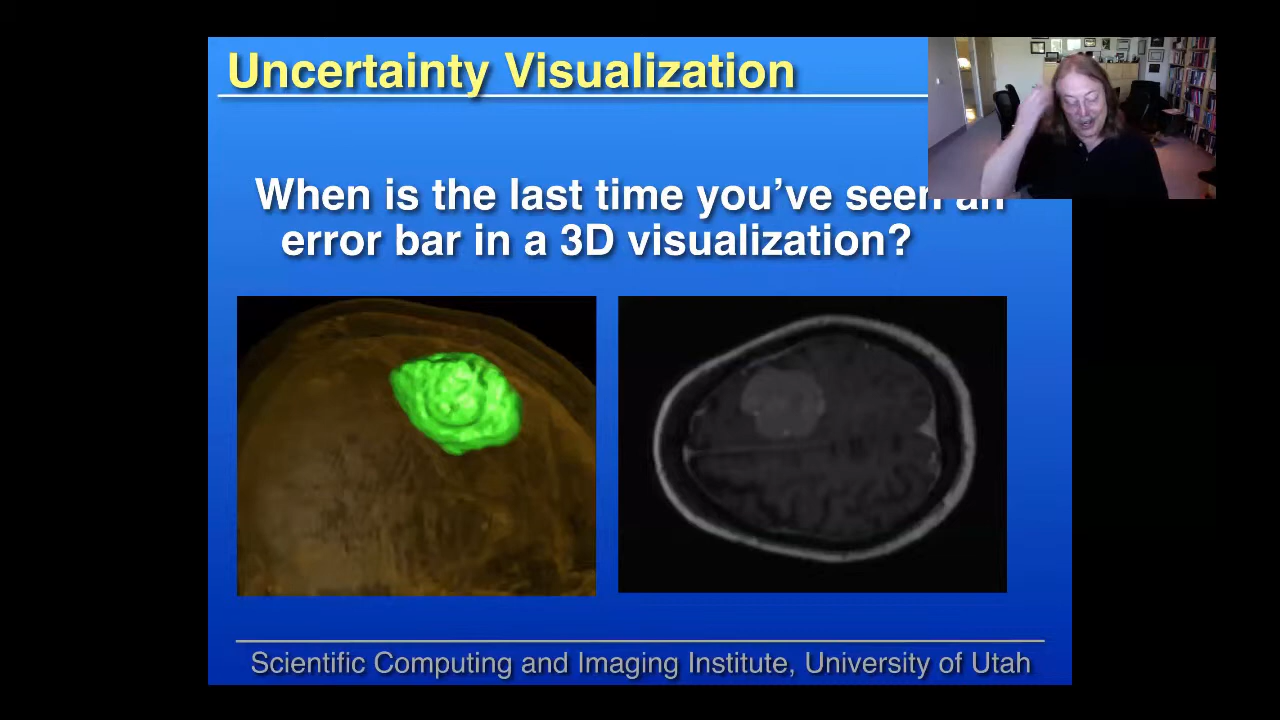 Uncertainty Visualization
When is the last time you've seen an
error bar in a 3D visualization?
Scientific Computing and Imaging Institute, University of Utah